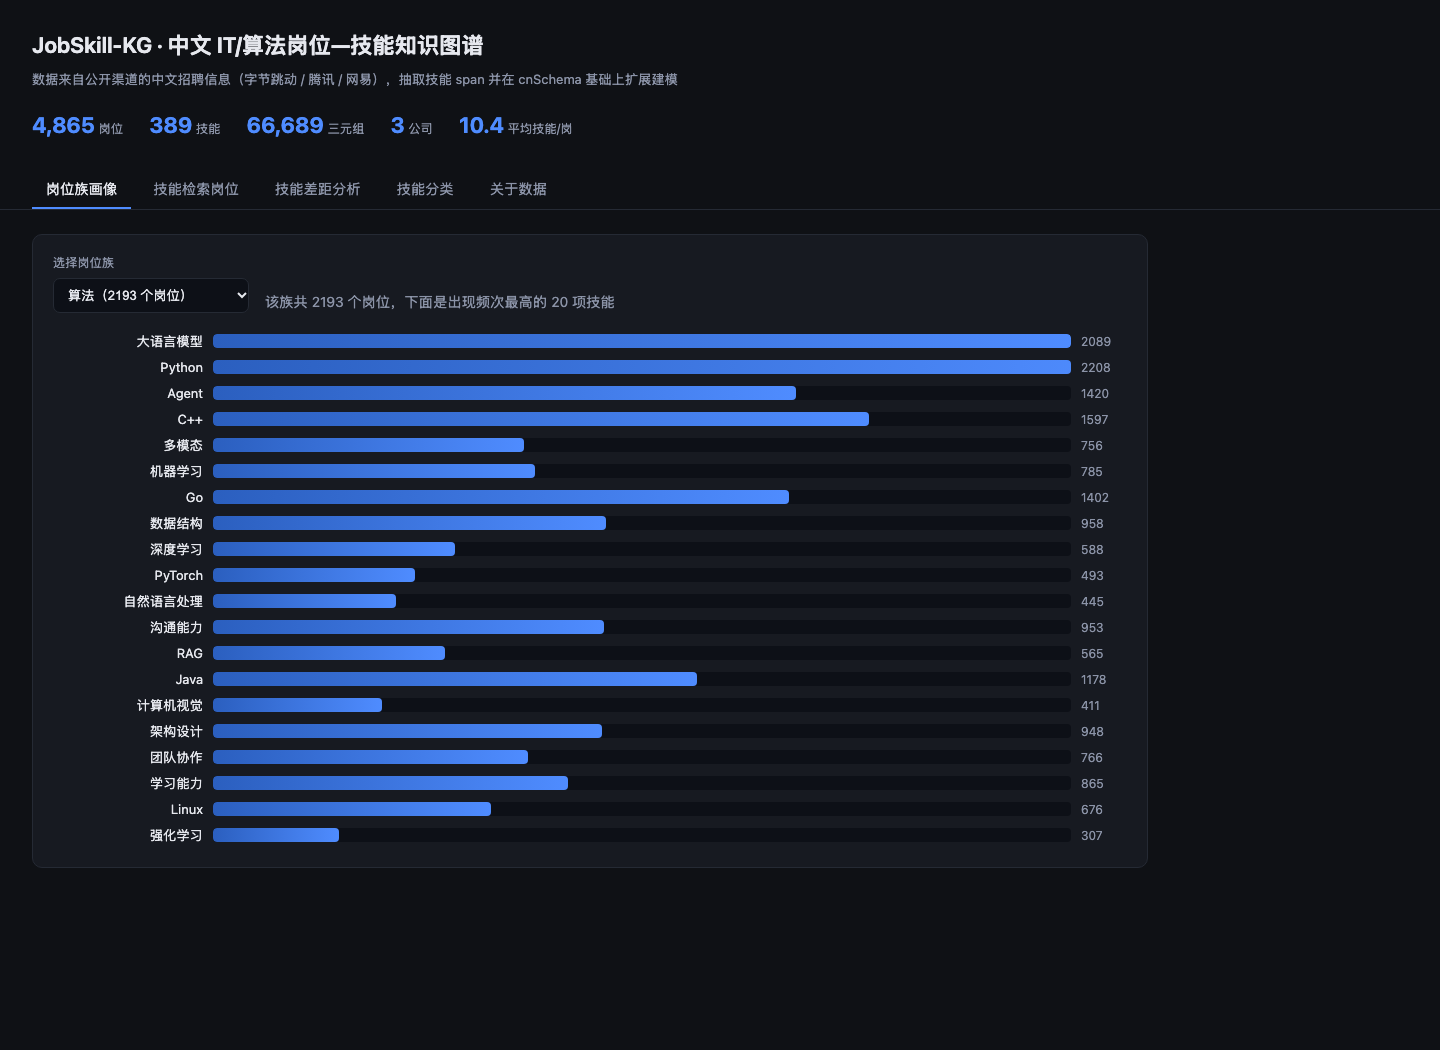 JobSkill-KG · 中文 IT/算法岗位—技能知识图谱
数据来自公开渠道的中文招聘信息（字节跳动 / 腾讯 / 网易），抽取技能 span 并在 cnSchema 基础上扩展建模
4,865 岗位 389 技能 66,689 三元组 3 公司 10.4 平均技能/岗
岗位族画像 技能检索岗位 技能差距分析 技能分类 关于数据
选择岗位族
算法（2193 个岗位） 该族共 2193 个岗位，下面是出现频次最高的 20 项技能
大语言模型 2089
Python 2208
Agent 1420
C++ 1597
多模态 756
机器学习 785
Go 1402
数据结构 958
深度学习 588
PyTorch 493
自然语言处理 445
沟通能力 953
RAG 565
Java 1178
计算机视觉 411
架构设计 948
团队协作 766
学习能力 865
Linux 676
强化学习 307